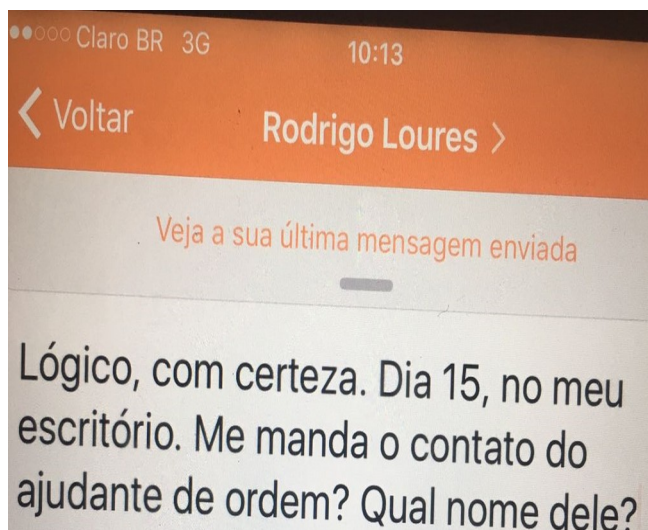 Claro BR 3G 10:13
Voltar Rodrigo Loures
Veja a sua última mensagem enviada
Lógico, com certeza. Dia 15, no meu
escritório. Me manda o contato do
ajudante de ordem? Qual nome dele?